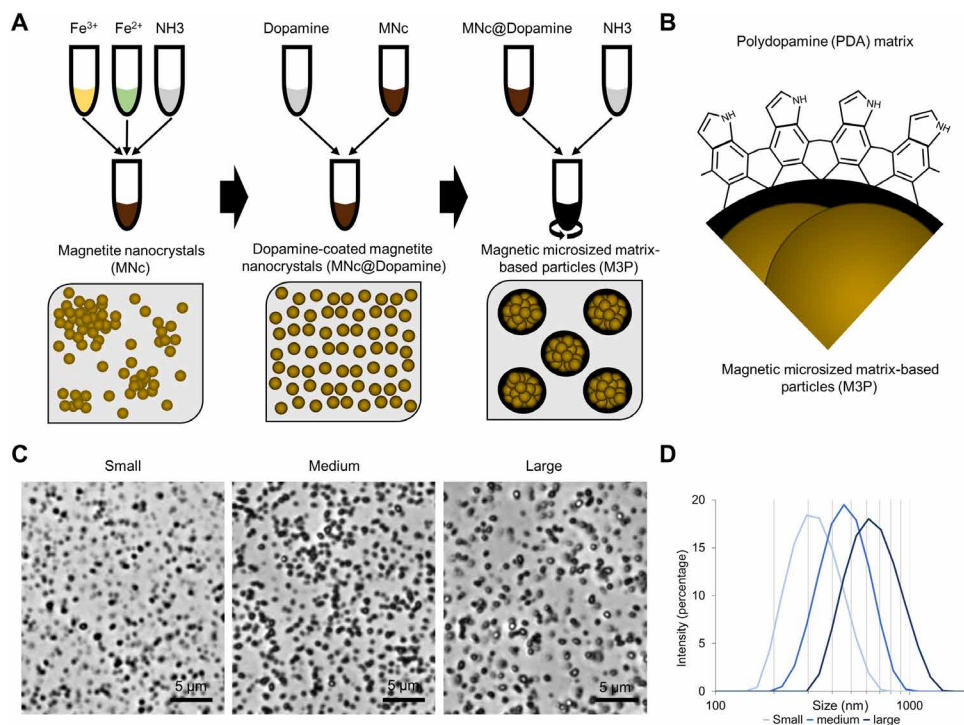 A
Fe³⁺ Fe²⁺ NH3
Dopamine MNc
MNc@Dopamine NH3
Magnetite nanocrystals
(MNc)
Dopamine-coated magnetite
nanocrystals (MNc@Dopamine)
Magnetic microsized matrix-
based particles (M3P)
B
Polydopamine (PDA) matrix
NH NH NH NH
Magnetic microsized matrix-based
particles (M3P)
C
Small Medium Large
5 µm 5 µm 5 µm
D
Intensity (percentage)
20
15
10
5
0
100 Size (nm) 1000
Small medium large